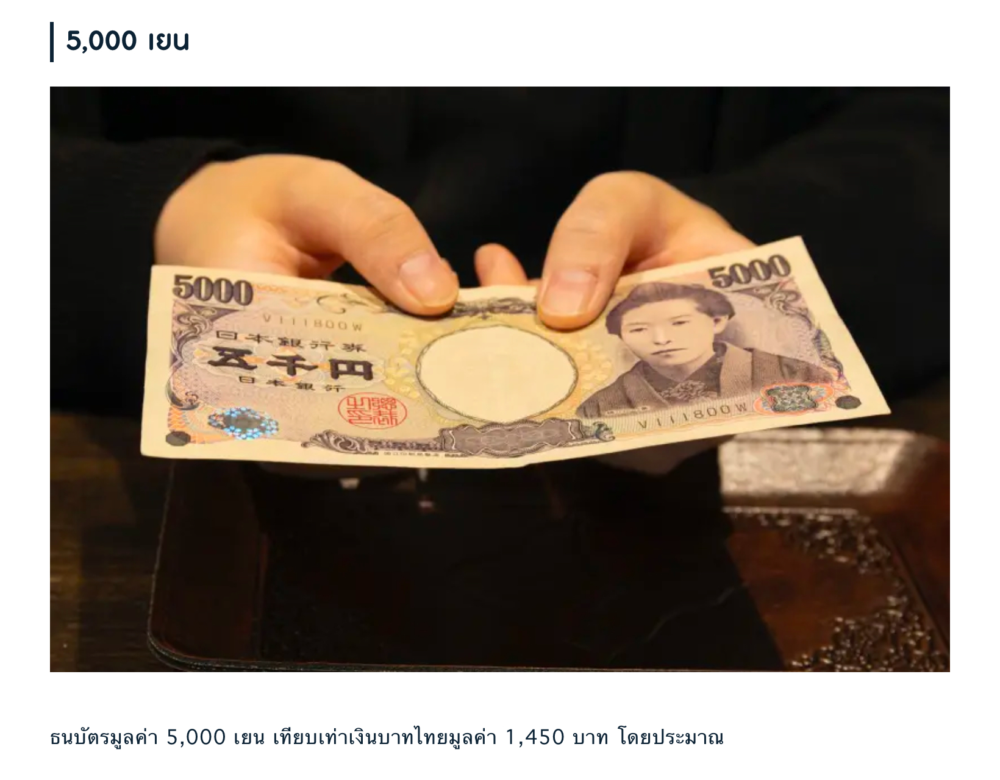 5,000 เยน
5000
5000
V111800W
日本銀行券
五千円
日本銀行
V111800W
ธนบัตรมูลค่า 5,000 เยน เทียบเท่าเงินบาทไทยมูลค่า 1,450 บาท โดยประมาณ